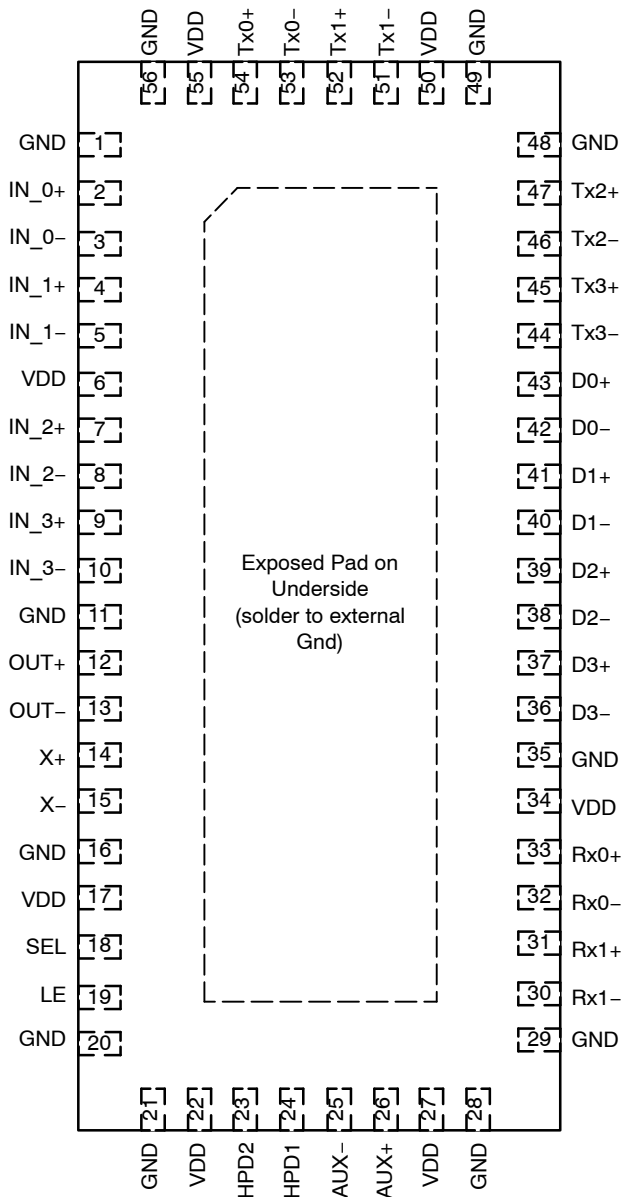 GND VDD Tx0+ Tx0− Tx1+ Tx1− VDD GND
56 55 54 53 52 51 50 49
GND 1 48 GND
IN_0+ 2 47 Tx2+
IN_0− 3 46 Tx2−
IN_1+ 4 45 Tx3+
IN_1− 5 44 Tx3−
VDD 6 43 D0+
IN_2+ 7 42 D0−
IN_2− 8 41 D1+
IN_3+ 9 40 D1−
IN_3− 10 39 D2+
GND 11 38 D2−
OUT+ 12 37 D3+
OUT− 13 36 D3−
X+ 14 35 GND
X− 15 34 VDD
GND 16 33 Rx0+
VDD 17 32 Rx0−
SEL 18 31 Rx1+
LE 19 30 Rx1−
GND 20 29 GND
Exposed Pad on
Underside
(solder to external
Gnd)
21 22 23 24 25 26 27 28
GND VDD HPD2 HPD1 AUX− AUX+ VDD GND